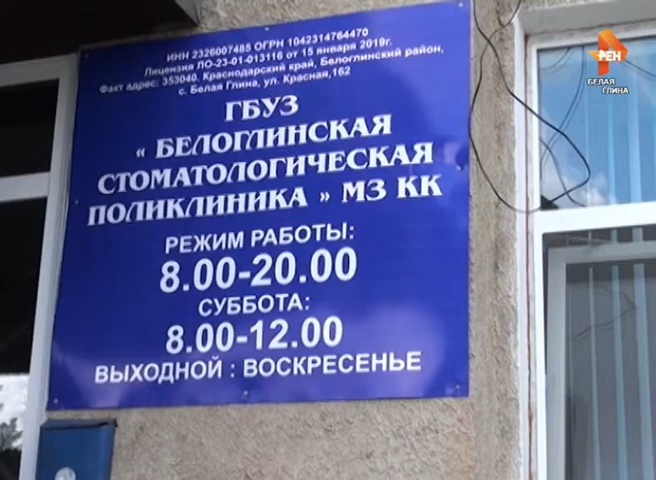 ИНН 2326007485 ОГРН 1042314764470
Лицензия ЛО-23-01-013116 от 15 января 2019г.
Факт адрес: 353040, Краснодарский край, Белоглинский район,
с. Белая Глина, ул. Красная,162
ГБУЗ
« БЕЛОГЛИНСКАЯ
СТОМАТОЛОГИЧЕСКАЯ
ПОЛИКЛИНИКА » МЗ КК
РЕЖИМ РАБОТЫ:
8.00-20.00
СУББОТА:
8.00-12.00
ВЫХОДНОЙ : ВОСКРЕСЕНЬЕ
РЕН
БЕЛАЯ
ГЛИНА